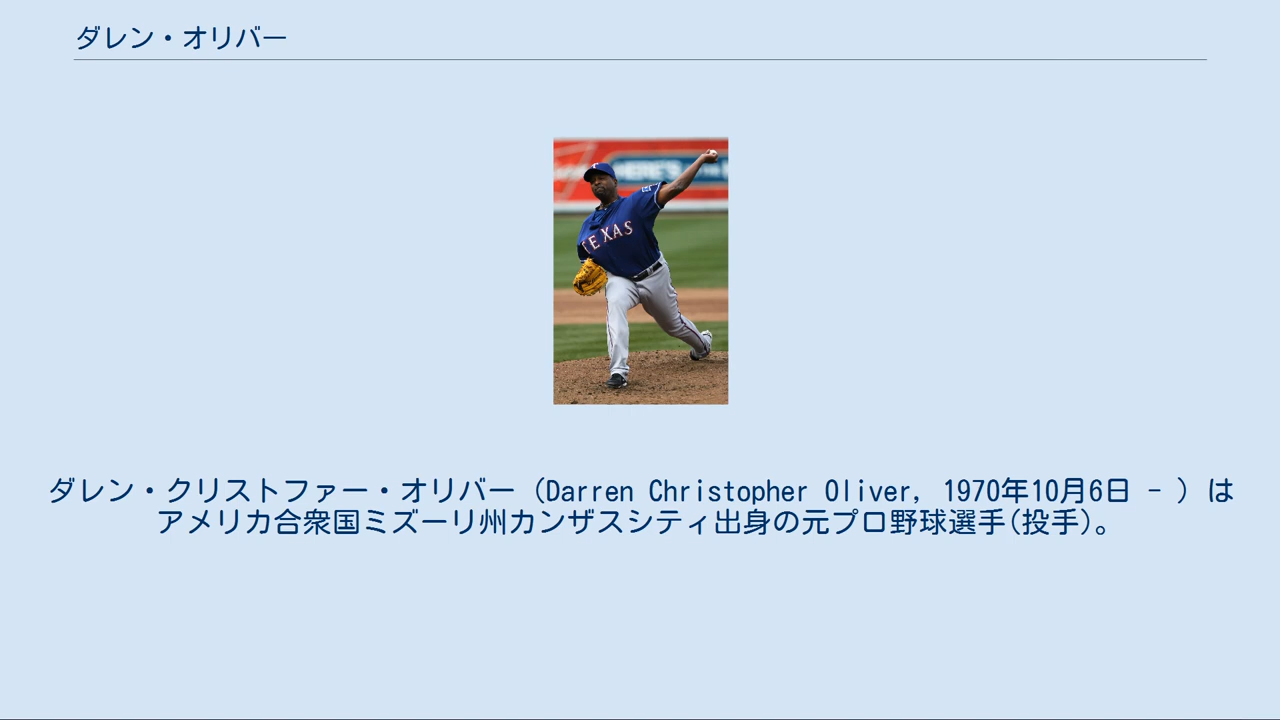 ダレン・オリバー
HERE'S
TEXAS
ダレン・クリストファー・オリバー（Darren Christopher Oliver, 1970年10月6日 - ）は
アメリカ合衆国ミズーリ州カンザスシティ出身の元プロ野球選手(投手)。